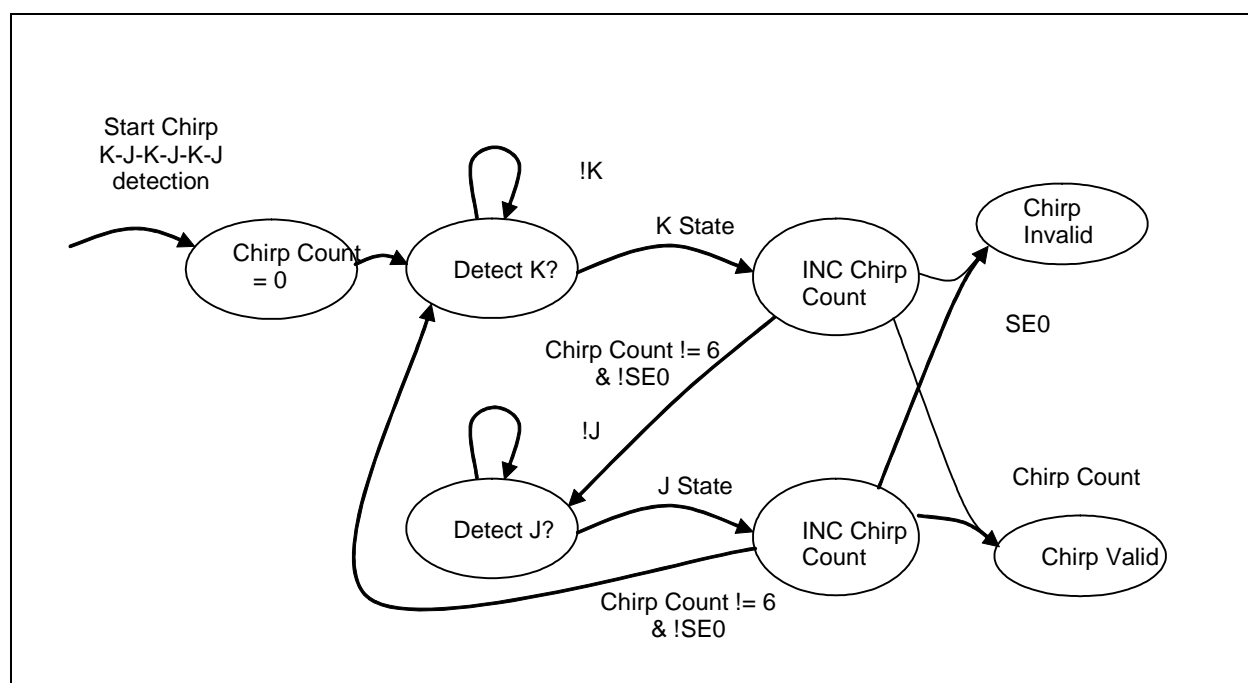 Start Chirp
K-J-K-J-K-J
detection
!K
K State
Chirp
Invalid
Chirp Count
= 0
Detect K?
INC Chirp
Count
SE0
Chirp Count != 6
& !SE0
!J
J State
Chirp Count
Detect J?
INC Chirp
Count
Chirp Valid
Chirp Count != 6
& !SE0